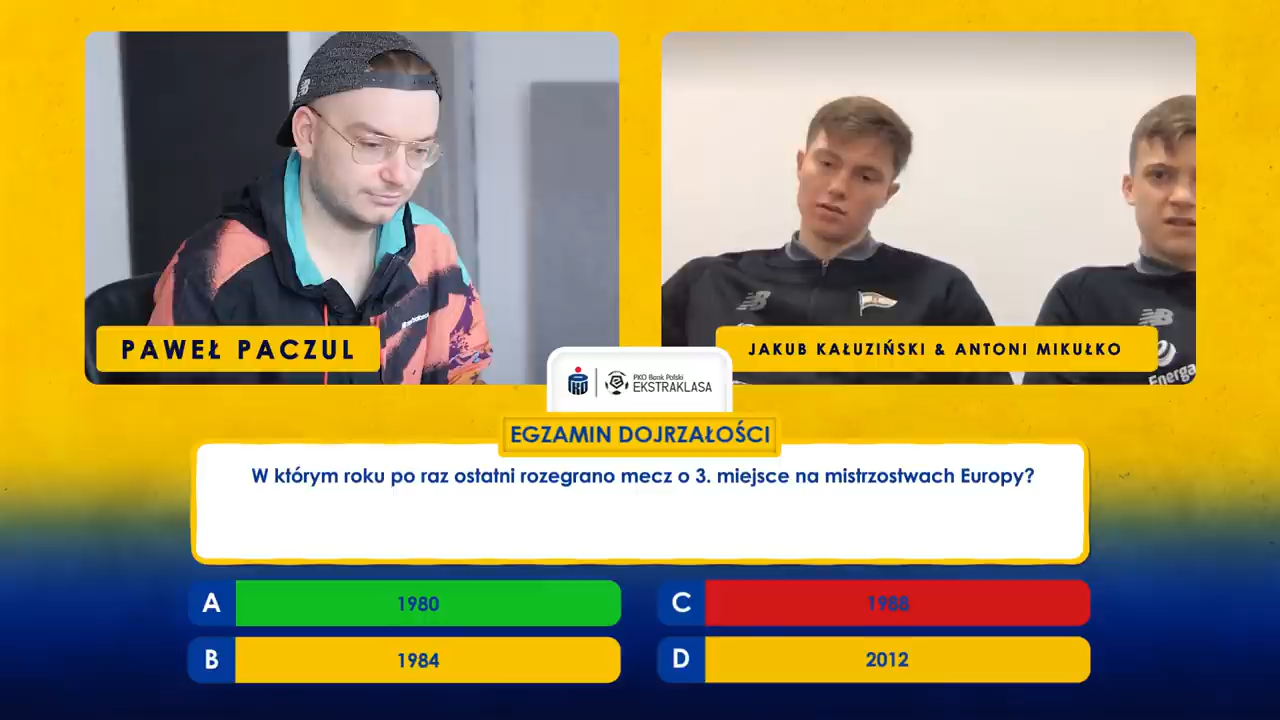 PAWEŁ PACZUL
JAKUB KAŁUZIŃSKI & ANTONI MIKUŁKO
Energa
PKO Bank Polski
EKSTRAKLASA
EGZAMIN DOJRZAŁOŚCI
W którym roku po raz ostatni rozegrano mecz o 3. miejsce na mistrzostwach Europy?
A 1980
C 1988
B 1984
D 2012